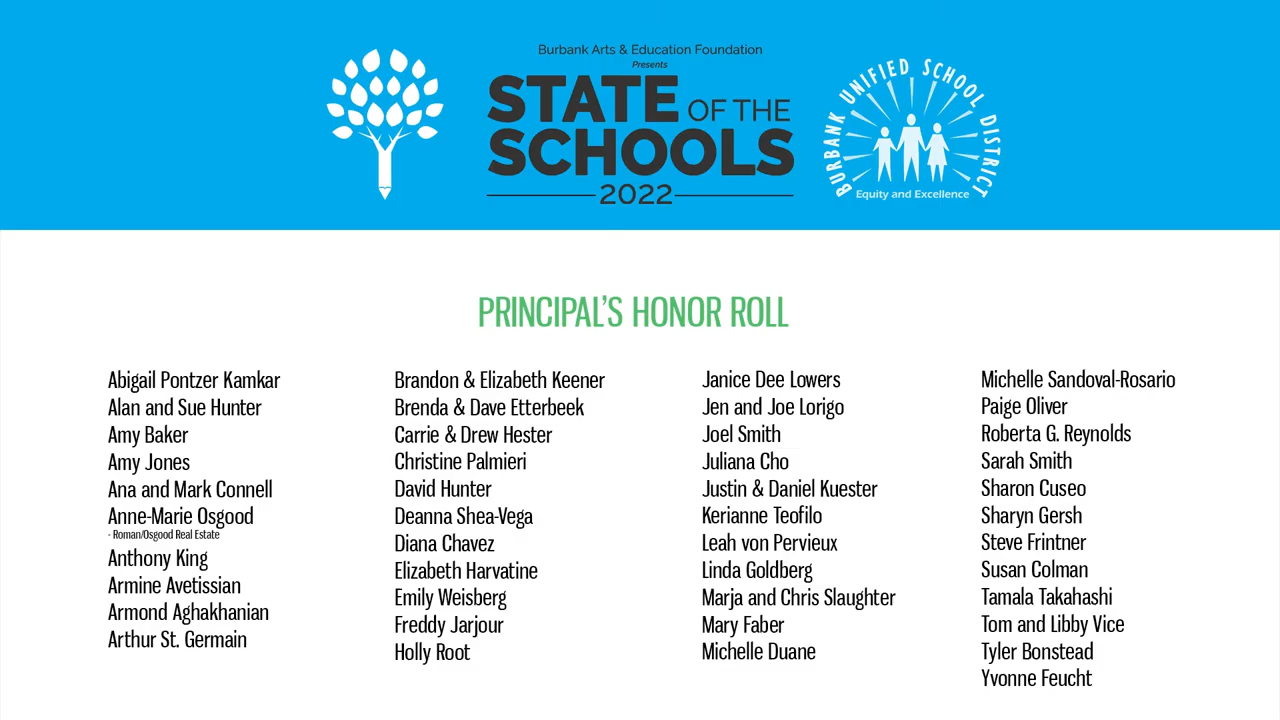 Burbank Arts & Education Foundation
Presents
STATE OF THE
SCHOOLS
2022
BURBANK UNIFIED SCHOOL DISTRICT
Equity and Excellence
PRINCIPAL'S HONOR ROLL
Abigail Pontzer Kamkar
Alan and Sue Hunter
Amy Baker
Amy Jones
Ana and Mark Connell
Anne-Marie Osgood
- Roman/Osgood Real Estate
Anthony King
Armine Avetissian
Armond Aghakhanian
Arthur St. Germain
Brandon & Elizabeth Keener
Brenda & Dave Etterbeek
Carrie & Drew Hester
Christine Palmieri
David Hunter
Deanna Shea-Vega
Diana Chavez
Elizabeth Harvatine
Emily Weisberg
Freddy Jarjour
Holly Root
Janice Dee Lowers
Jen and Joe Lorigo
Joel Smith
Juliana Cho
Justin & Daniel Kuester
Kerianne Teofilo
Leah von Pervieux
Linda Goldberg
Marja and Chris Slaughter
Mary Faber
Michelle Duane
Michelle Sandoval-Rosario
Paige Oliver
Roberta G. Reynolds
Sarah Smith
Sharon Cuseo
Sharyn Gersh
Steve Frintner
Susan Colman
Tamala Takahashi
Tom and Libby Vice
Tyler Bonstead
Yvonne Feucht